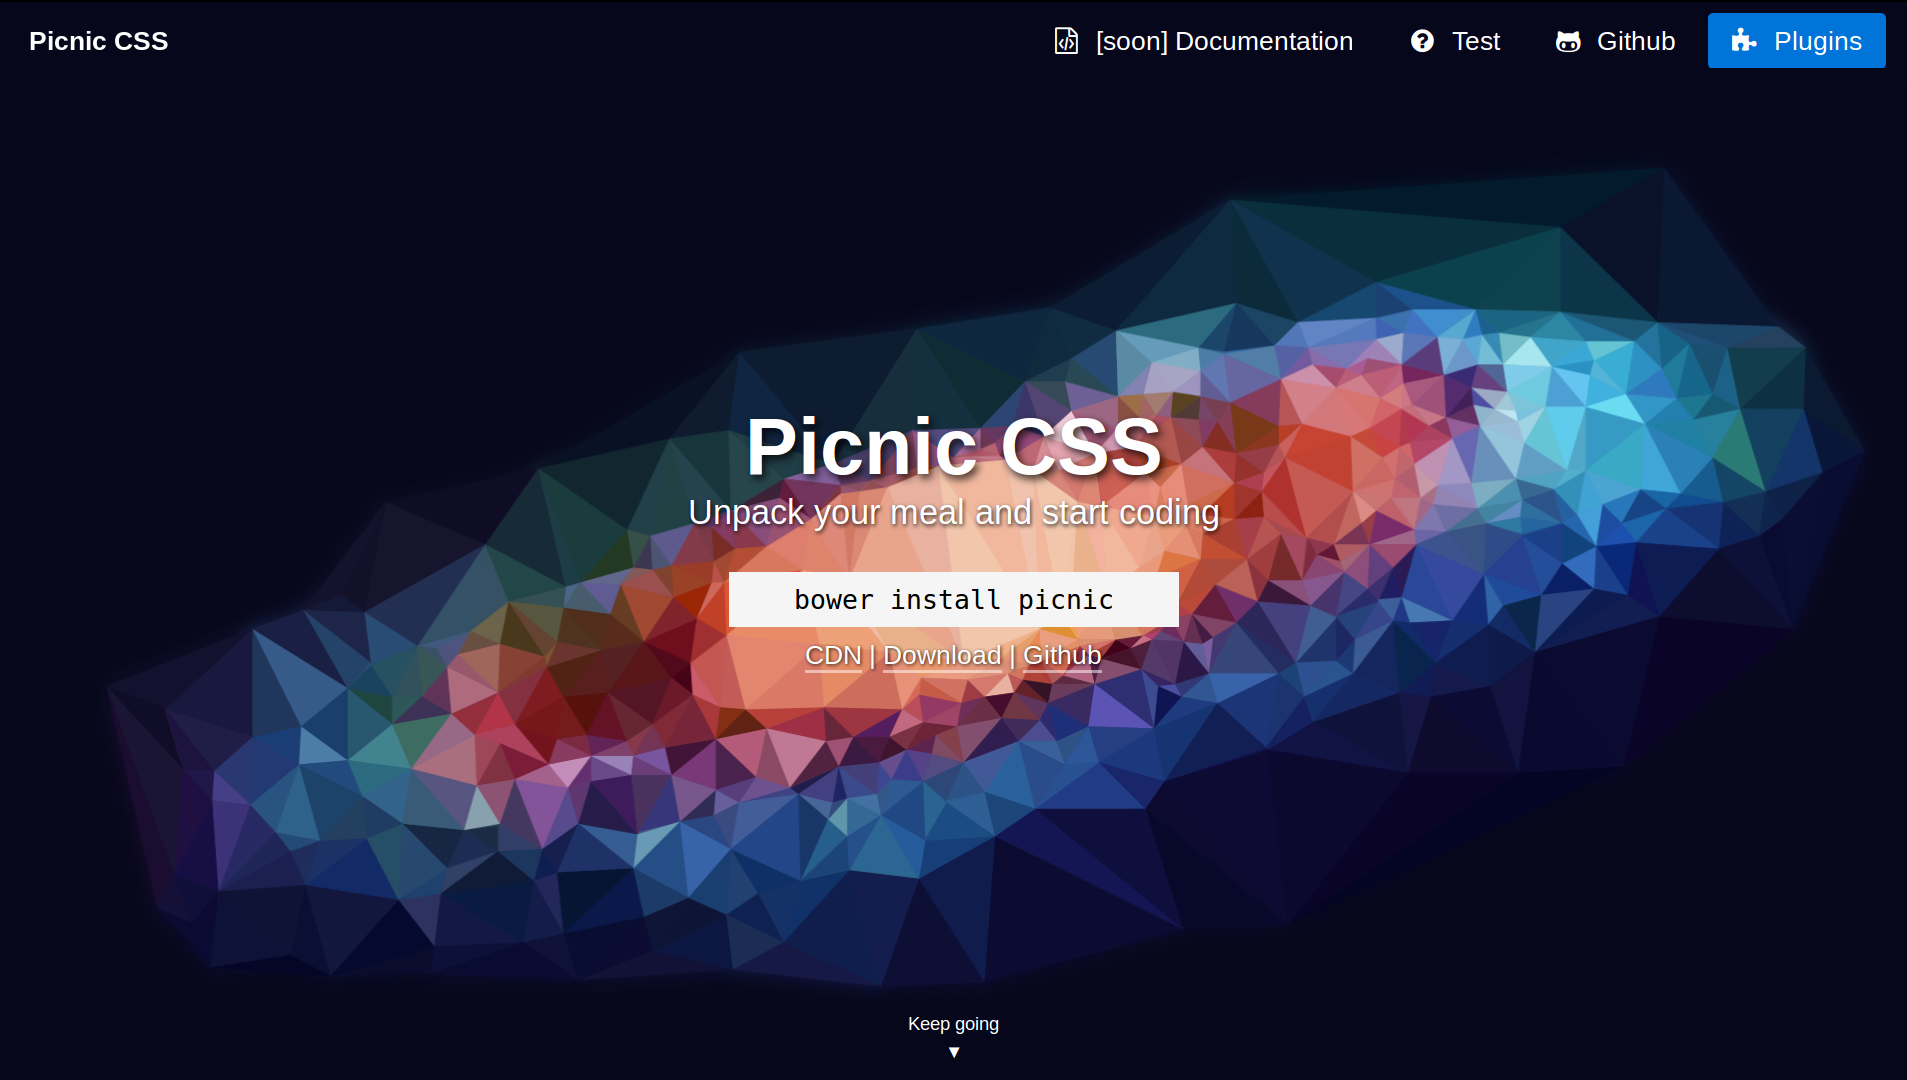 Picnic CSS
[soon] Documentation
Test
Github
Plugins
Picnic CSS
Unpack your meal and start coding
bower install picnic
CDN | Download | Github
Keep going
▼